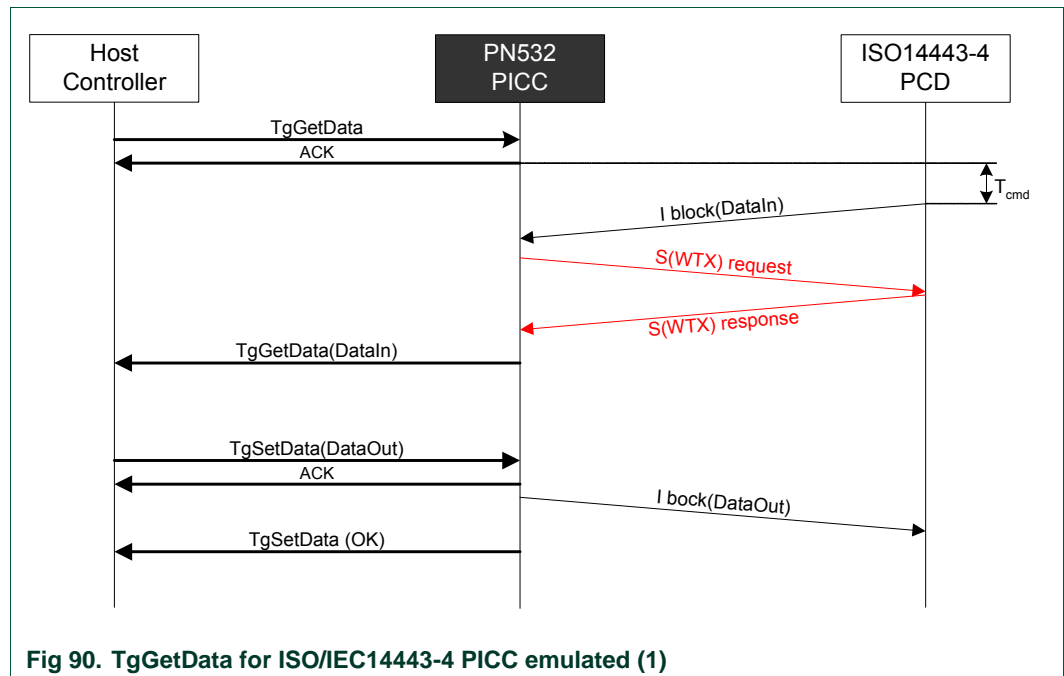 Host
Controller
PN532
PICC
ISO14443-4
PCD
TgGetData
ACK
Tcmd
I block(DataIn)
S(WTX) request
S(WTX) response
TgGetData(DataIn)
TgSetData(DataOut)
ACK
I bock(DataOut)
TgSetData (OK)
Fig 90. TgGetData for ISO/IEC14443-4 PICC emulated (1)